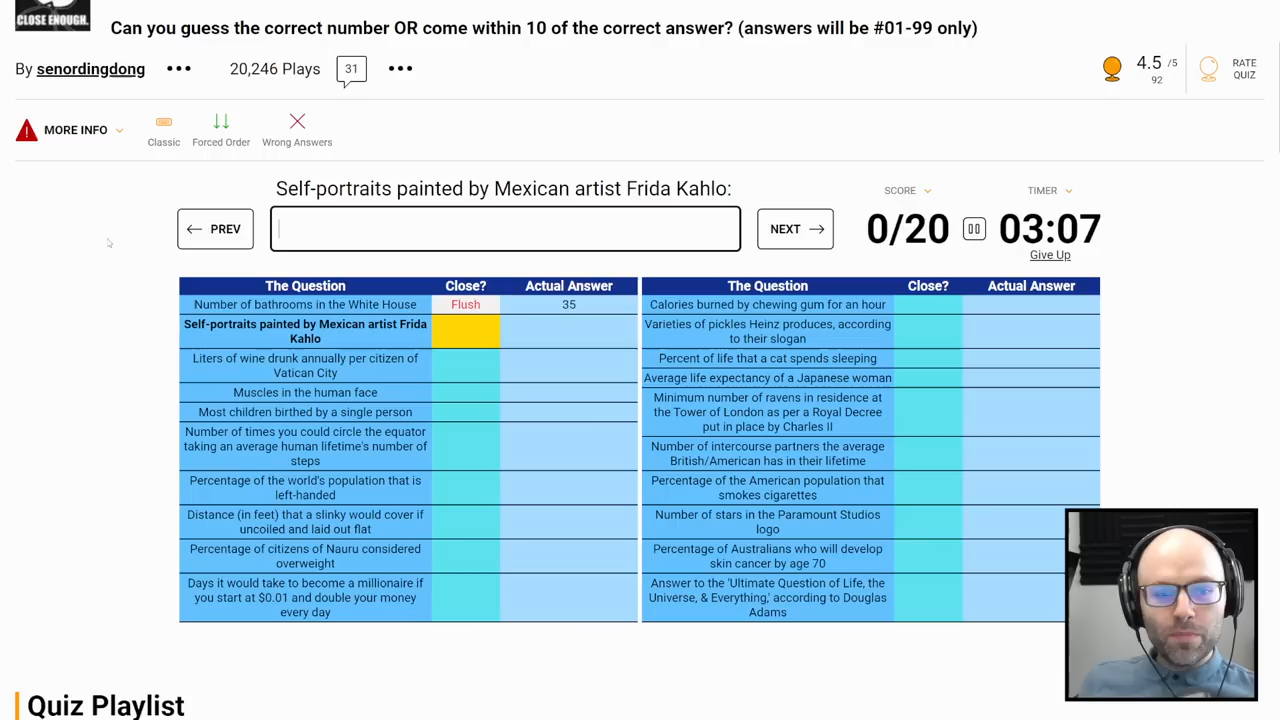 CLOSE ENOUGH.
Can you guess the correct number OR come within 10 of the correct answer? (answers will be #01-99 only)
By senordingdong ••• 20,246 Plays 31 •••
4.5 /5
92
RATE
QUIZ
MORE INFO
Classic
Forced Order
Wrong Answers
Self-portraits painted by Mexican artist Frida Kahlo:
← PREV
NEXT →
SCORE
0/20
TIMER
03:07
Give Up
The Question Close? Actual Answer
Number of bathrooms in the White House Flush 35
Self-portraits painted by Mexican artist Frida
Kahlo
Liters of wine drunk annually per citizen of
Vatican City
Muscles in the human face
Most children birthed by a single person
Number of times you could circle the equator
taking an average human lifetime's number of
steps
Percentage of the world's population that is
left-handed
Distance (in feet) that a slinky would cover if
uncoiled and laid out flat
Percentage of citizens of Nauru considered
overweight
Days it would take to become a millionaire if
you start at $0.01 and double your money
every day
The Question Close? Actual Answer
Calories burned by chewing gum for an hour
Varieties of pickles Heinz produces, according
to their slogan
Percent of life that a cat spends sleeping
Average life expectancy of a Japanese woman
Minimum number of ravens in residence at
the Tower of London as per a Royal Decree
put in place by Charles II
Number of intercourse partners the average
British/American has in their lifetime
Percentage of the American population that
smokes cigarettes
Number of stars in the Paramount Studios
logo
Percentage of Australians who will develop
skin cancer by age 70
Answer to the 'Ultimate Question of Life, the
Universe, & Everything,' according to Douglas
Adams
Quiz Playlist